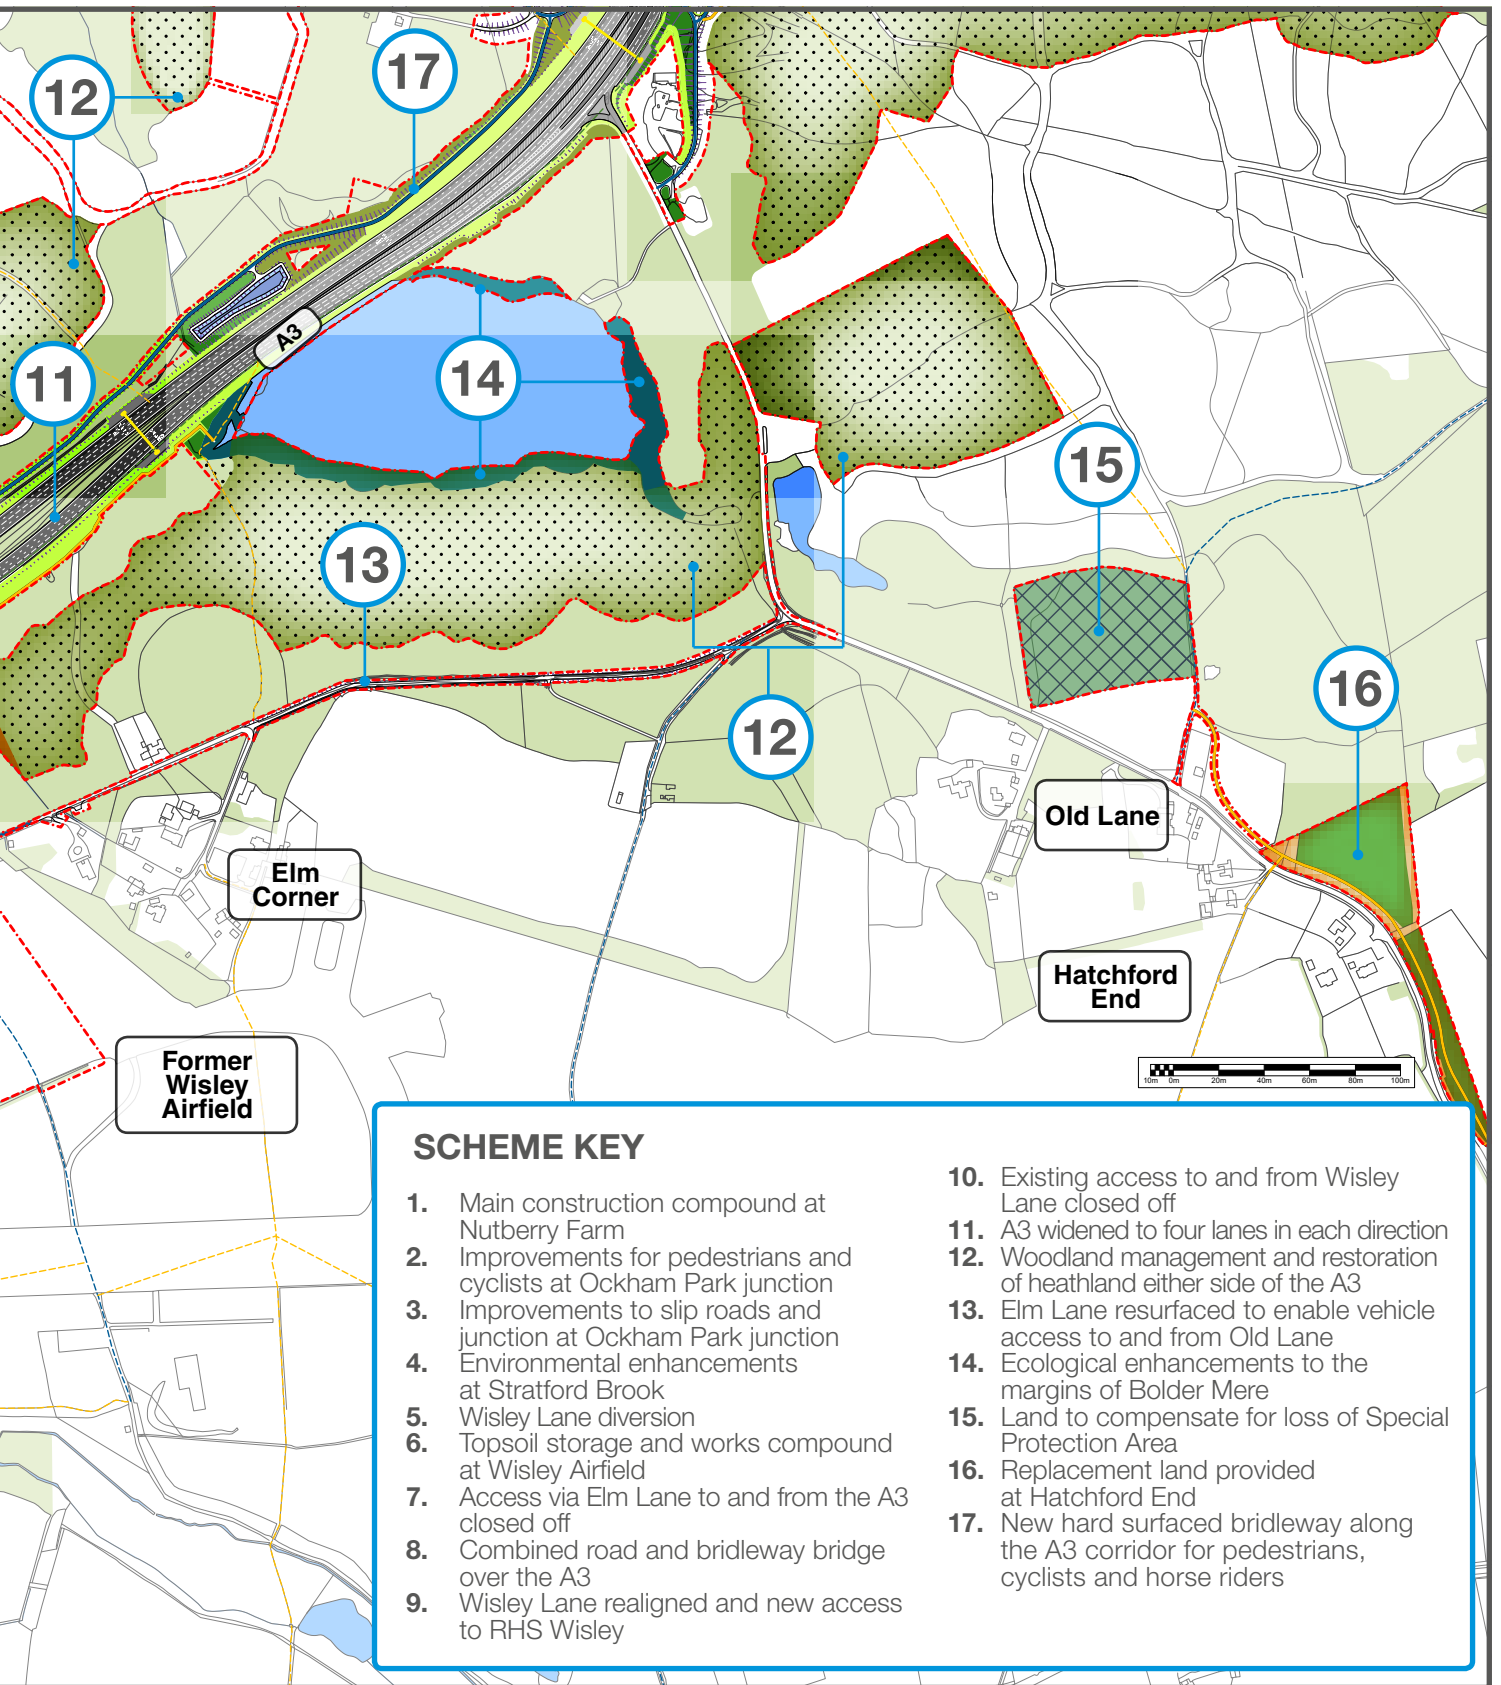 17
12
A3
11
14
15
13
16
12
Old Lane
Elm
Corner
Hatchford
End
Former
Wisley
Airfield
10m 0m 20m 40m 60m 80m 100m
SCHEME KEY
1. Main construction compound at
Nutberry Farm
2. Improvements for pedestrians and
cyclists at Ockham Park junction
3. Improvements to slip roads and
junction at Ockham Park junction
4. Environmental enhancements
at Stratford Brook
5. Wisley Lane diversion
6. Topsoil storage and works compound
at Wisley Airfield
7. Access via Elm Lane to and from the A3
closed off
8. Combined road and bridleway bridge
over the A3
9. Wisley Lane realigned and new access
to RHS Wisley
10. Existing access to and from Wisley
Lane closed off
11. A3 widened to four lanes in each direction
12. Woodland management and restoration
of heathland either side of the A3
13. Elm Lane resurfaced to enable vehicle
access to and from Old Lane
14. Ecological enhancements to the
margins of Bolder Mere
15. Land to compensate for loss of Special
Protection Area
16. Replacement land provided
at Hatchford End
17. New hard surfaced bridleway along
the A3 corridor for pedestrians,
cyclists and horse riders